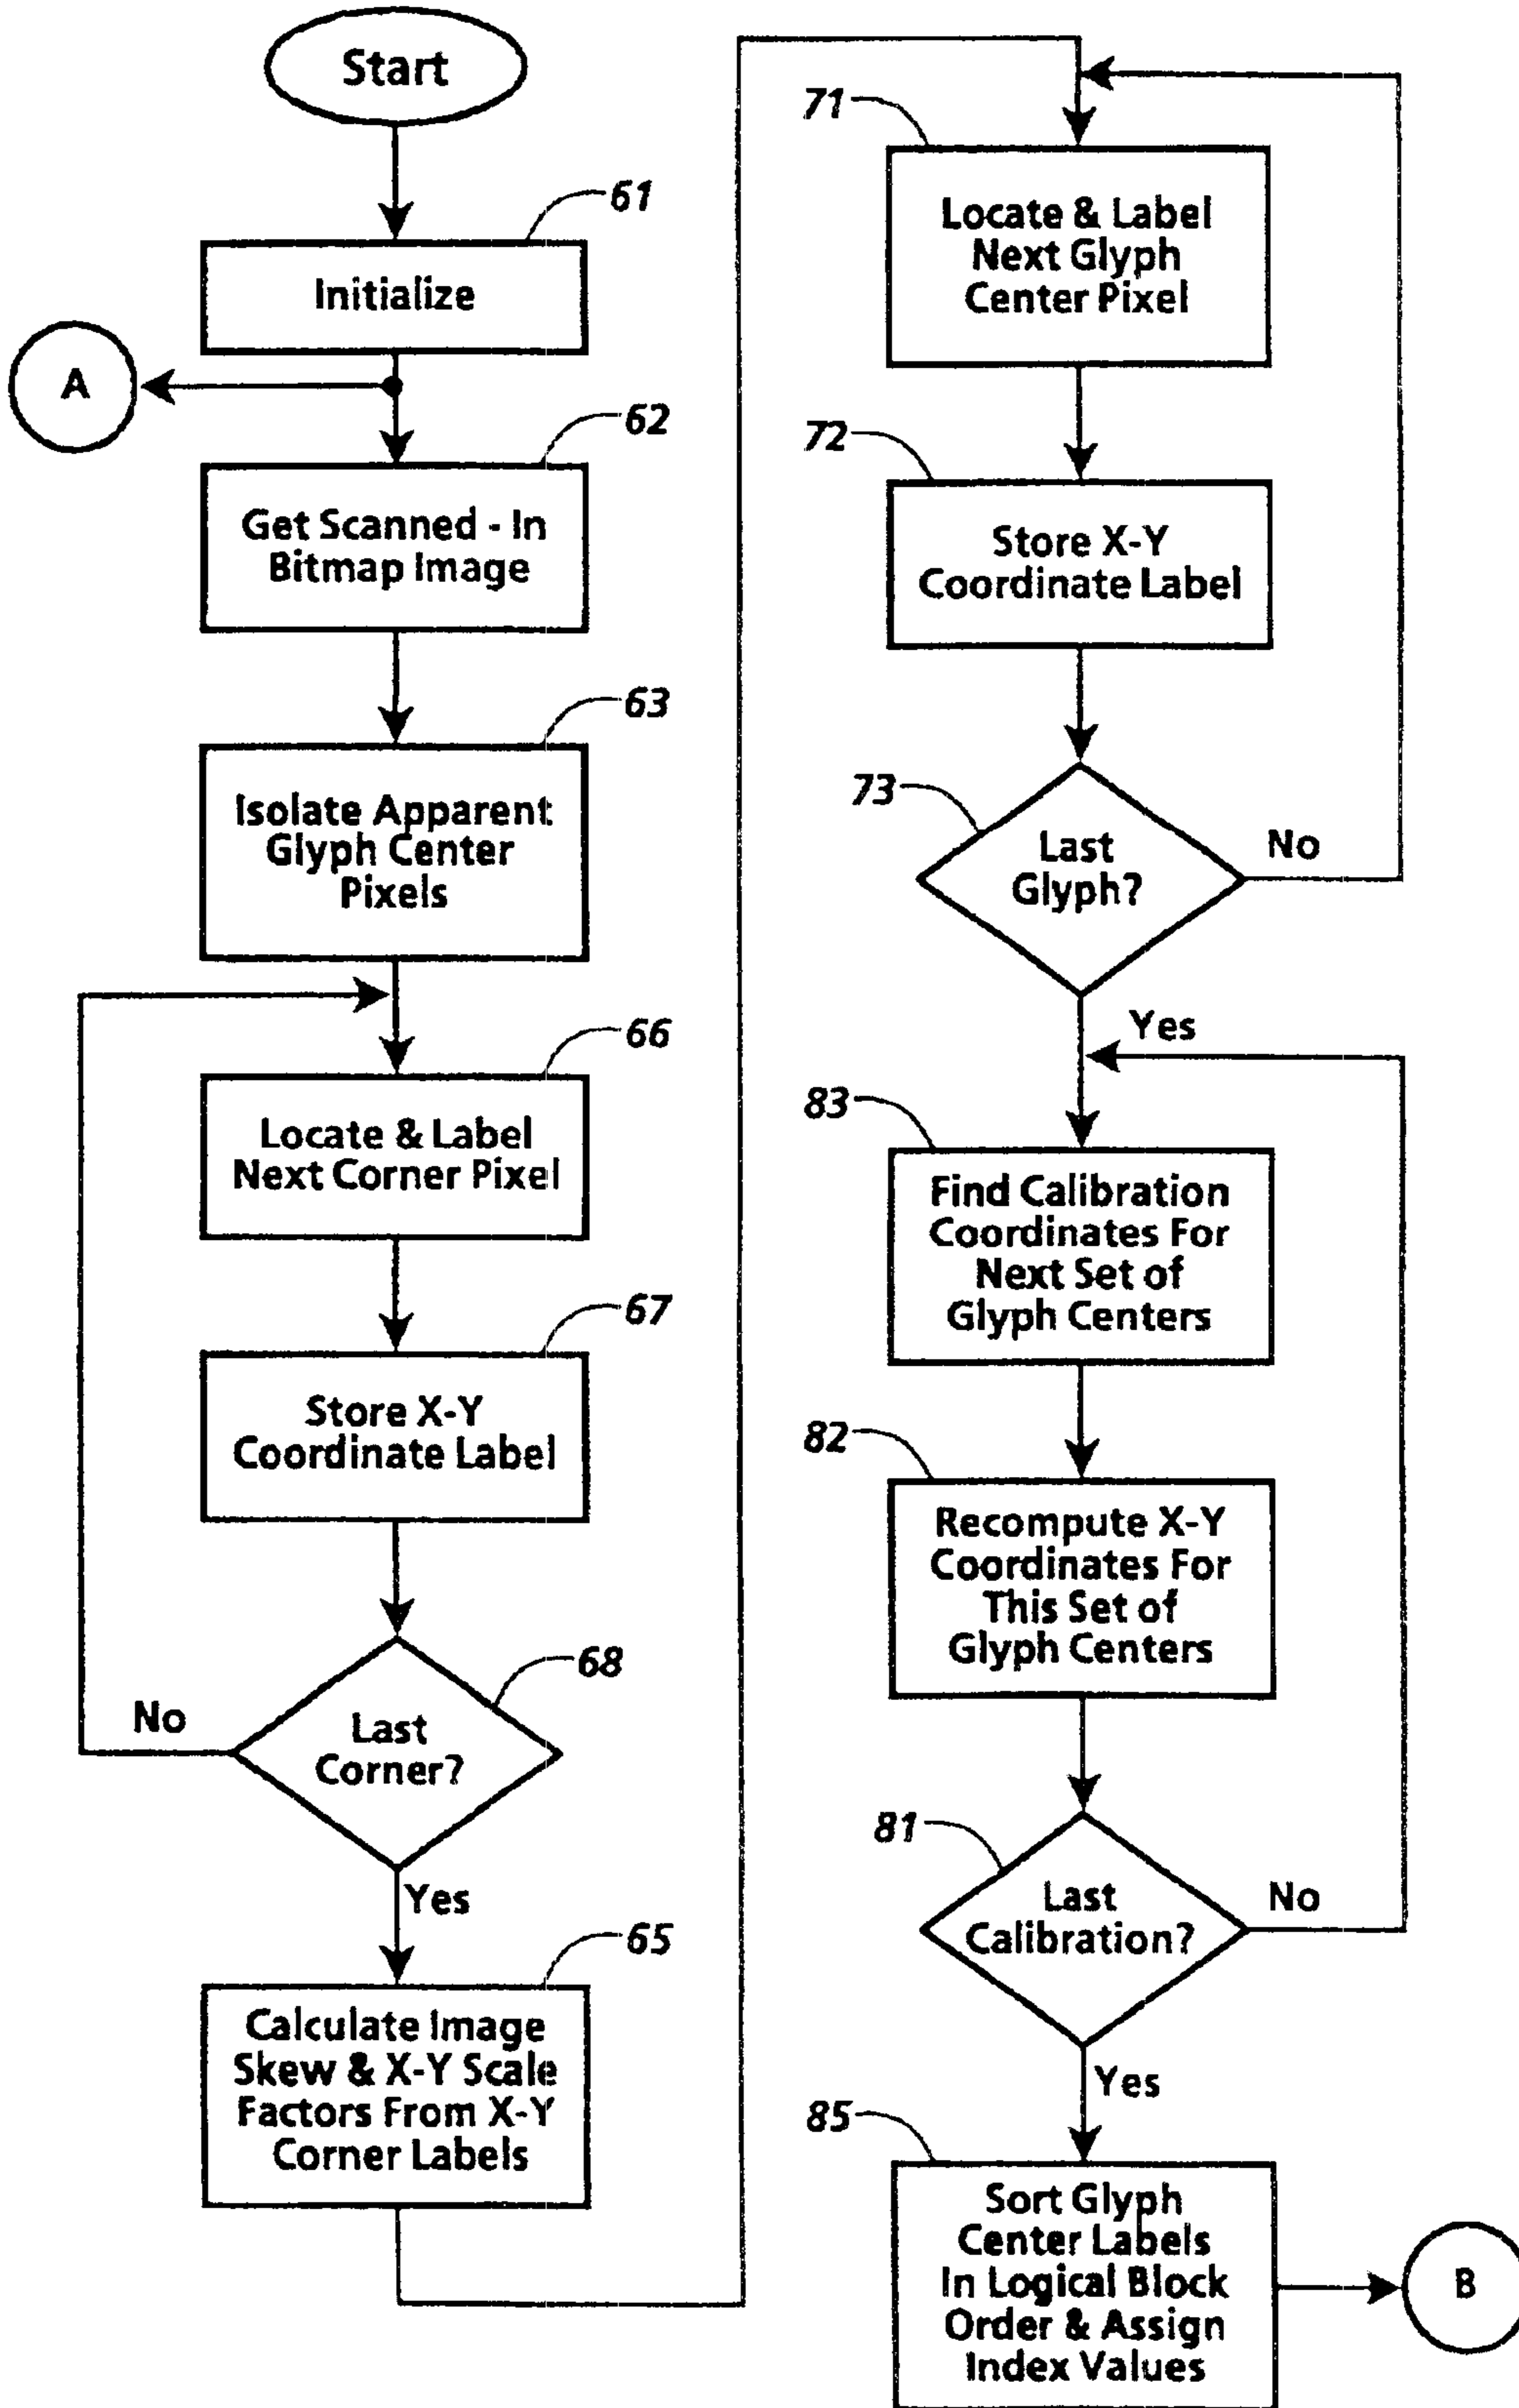 Start
61
Initialize
A
62
Get Scanned - In
Bitmap Image
63
Isolate Apparent
Glyph Center
Pixels
66
Locate & Label
Next Corner Pixel
67
Store X-Y
Coordinate Label
68
Last
Corner?
No
Yes
65
Calculate Image
Skew & X-Y Scale
Factors From X-Y
Corner Labels
71
Locate & Label
Next Glyph
Center Pixel
72
Store X-Y
Coordinate Label
73
Last
Glyph?
No
Yes
83
Find Calibration
Coordinates For
Next Set of
Glyph Centers
82
Recompute X-Y
Coordinates For
This Set of
Glyph Centers
81
Last
Calibration?
No
Yes
85
Sort Glyph
Center Labels
In Logical Block
Order & Assign
Index Values
B